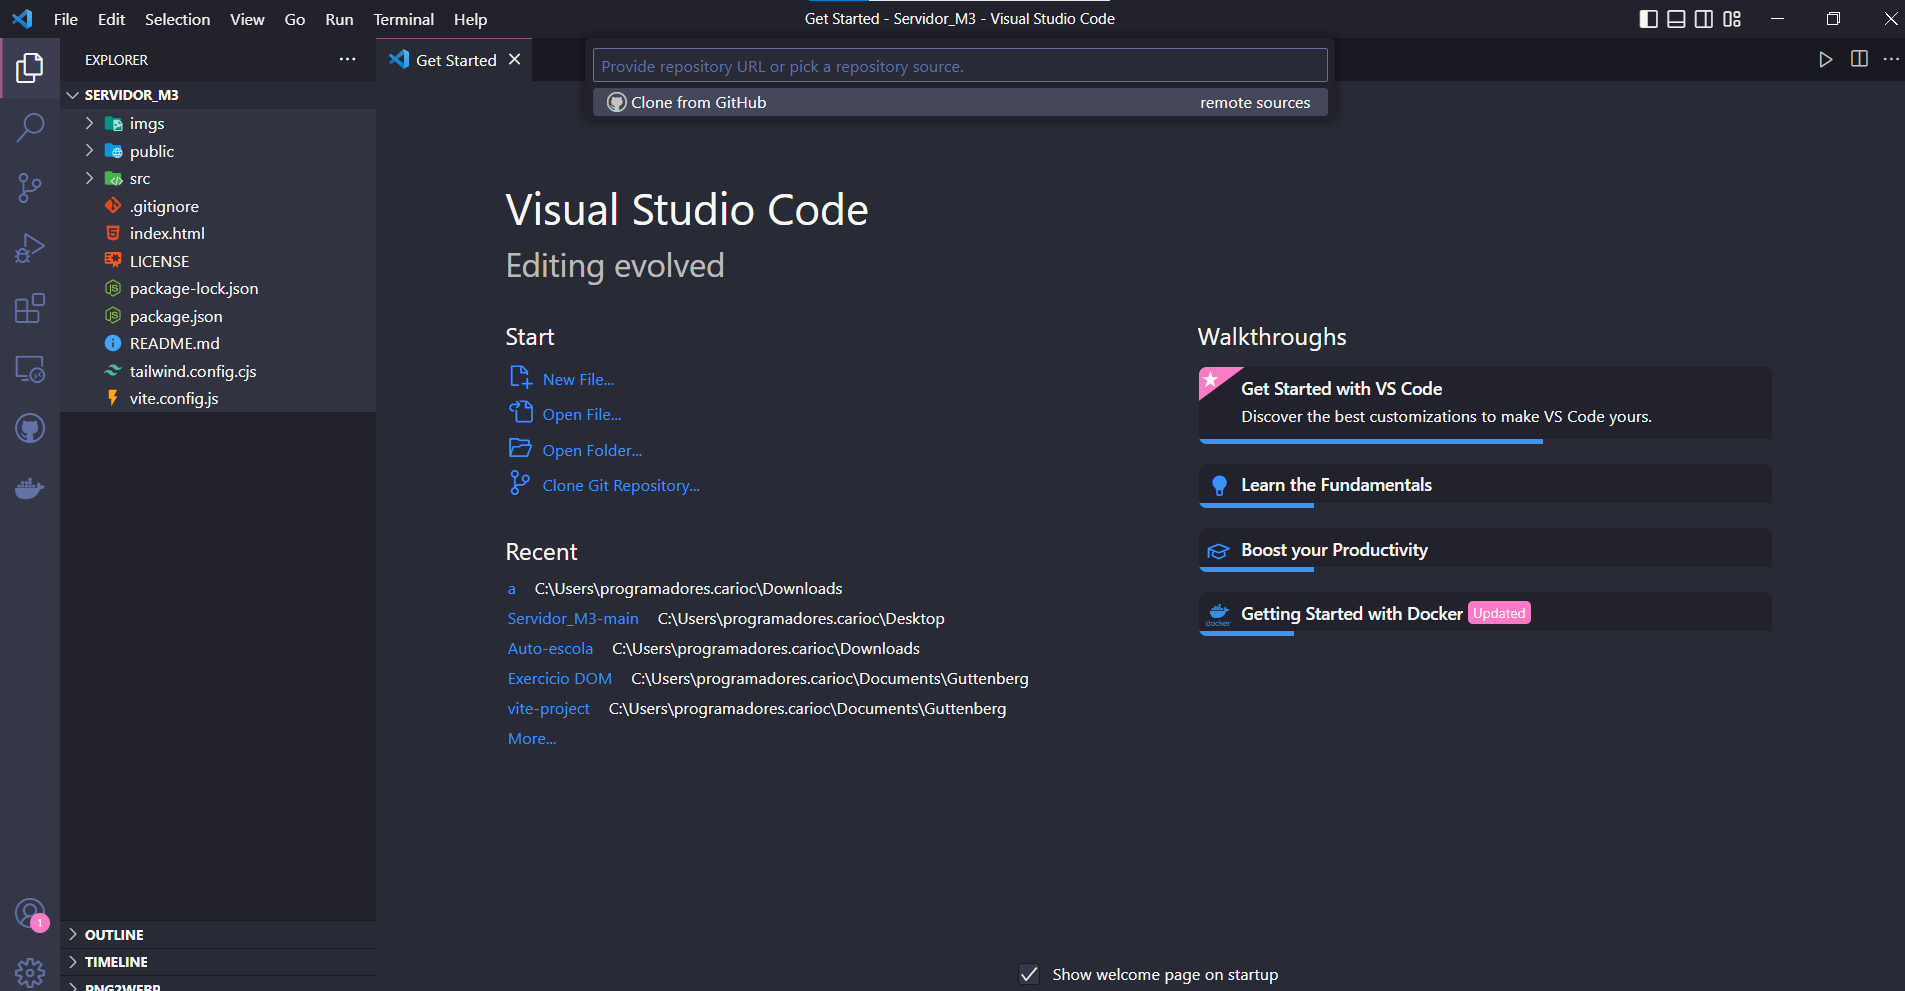 File Edit Selection View Go Run Terminal Help
Get Started - Servidor_M3 - Visual Studio Code
EXPLORER
Get Started
Provide repository URL or pick a repository source.
Clone from GitHub
remote sources
SERVIDOR_M3
imgs
public
src
.gitignore
index.html
LICENSE
package-lock.json
package.json
README.md
tailwind.config.cjs
vite.config.js
OUTLINE
TIMELINE
PNG2WEBP
1
Visual Studio Code
Editing evolved
Start
New File...
Open File...
Open Folder...
Clone Git Repository...
Recent
a C:\Users\programadores.carioc\Downloads
Servidor_M3-main C:\Users\programadores.carioc\Desktop
Auto-escola C:\Users\programadores.carioc\Downloads
Exercicio DOM C:\Users\programadores.carioc\Documents\Guttenberg
vite-project C:\Users\programadores.carioc\Documents\Guttenberg
More...
Walkthroughs
Get Started with VS Code
Discover the best customizations to make VS Code yours.
Learn the Fundamentals
Boost your Productivity
docker
Getting Started with Docker Updated
Show welcome page on startup